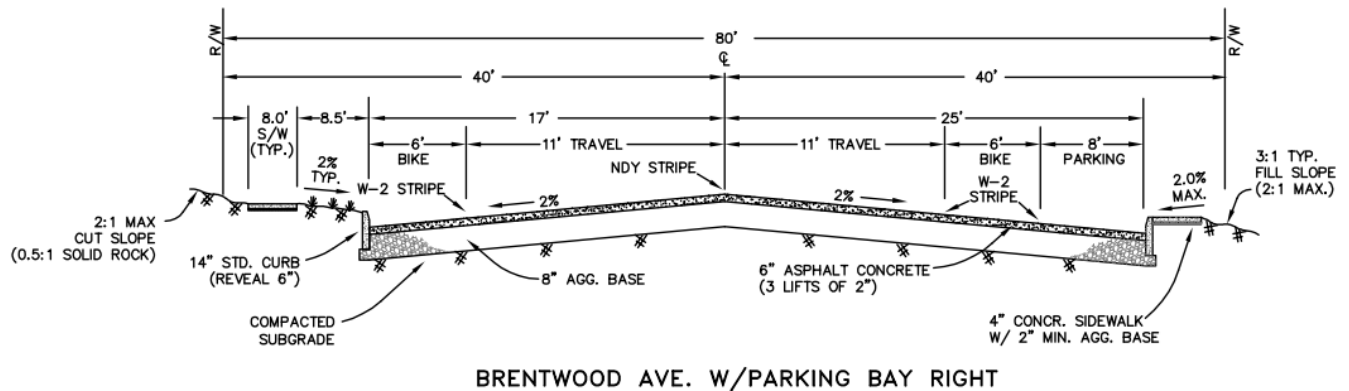 R/W
80'
R/W
℄
40'
40'
8.0'
S/W
(TYP.)
8.5'
17'
25'
6'
BIKE
11' TRAVEL
11' TRAVEL
6'
BIKE
8'
PARKING
2%
TYP.
W-2 STRIPE
NDY STRIPE
W-2
STRIPE
2.0%
MAX.
3:1 TYP.
FILL SLOPE
(2:1 MAX.)
2%
2%
2:1 MAX
CUT SLOPE
(0.5:1 SOLID ROCK)
14" STD. CURB
(REVEAL 6")
8" AGG. BASE
6" ASPHALT CONCRETE
(3 LIFTS OF 2")
COMPACTED
SUBGRADE
4" CONCR. SIDEWALK
W/ 2" MIN. AGG. BASE
BRENTWOOD AVE. W/PARKING BAY RIGHT